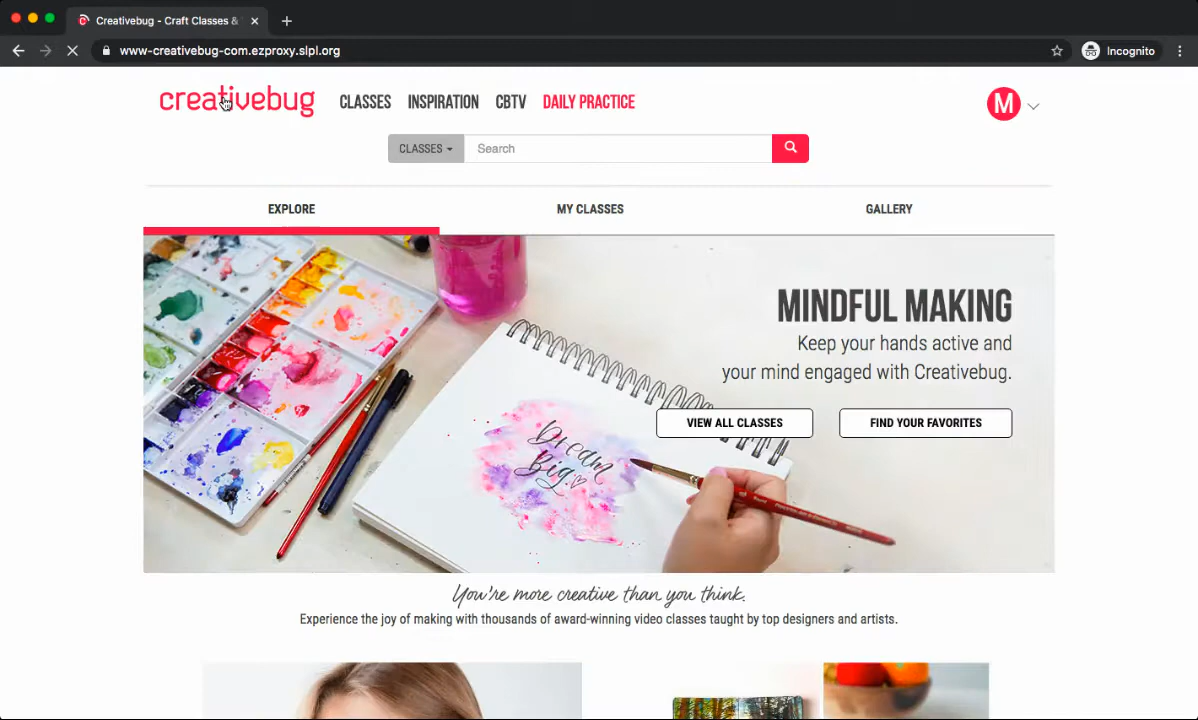 Creativebug - Craft Classes &
www-creativebug-com.ezproxy.slpl.org
Incognito
creativebug
CLASSES
INSPIRATION
CBTV
DAILY PRACTICE
M
CLASSES
Search
EXPLORE
MY CLASSES
GALLERY
MINDFUL MAKING
Keep your hands active and
your mind engaged with Creativebug.
VIEW ALL CLASSES
FIND YOUR FAVORITES
Dream
Big
You're more creative than you think.
Experience the joy of making with thousands of award-winning video classes taught by top designers and artists.